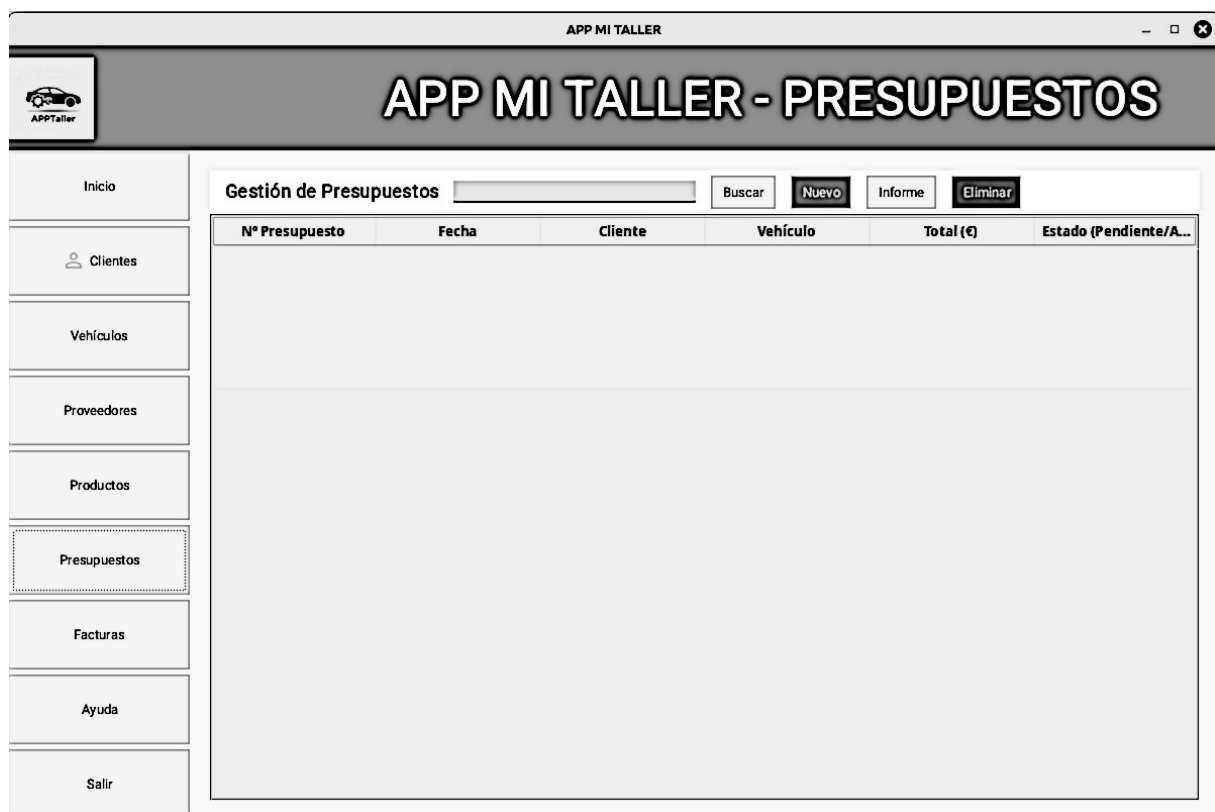 APP MI TALLER
APPTaller
APP MI TALLER - PRESUPUESTOS
Inicio
Clientes
Vehículos
Proveedores
Productos
Presupuestos
Facturas
Ayuda
Salir
Gestión de Presupuestos Buscar Nuevo Informe Eliminar
Nº Presupuesto Fecha Cliente Vehículo Total (€) Estado (Pendiente/A...